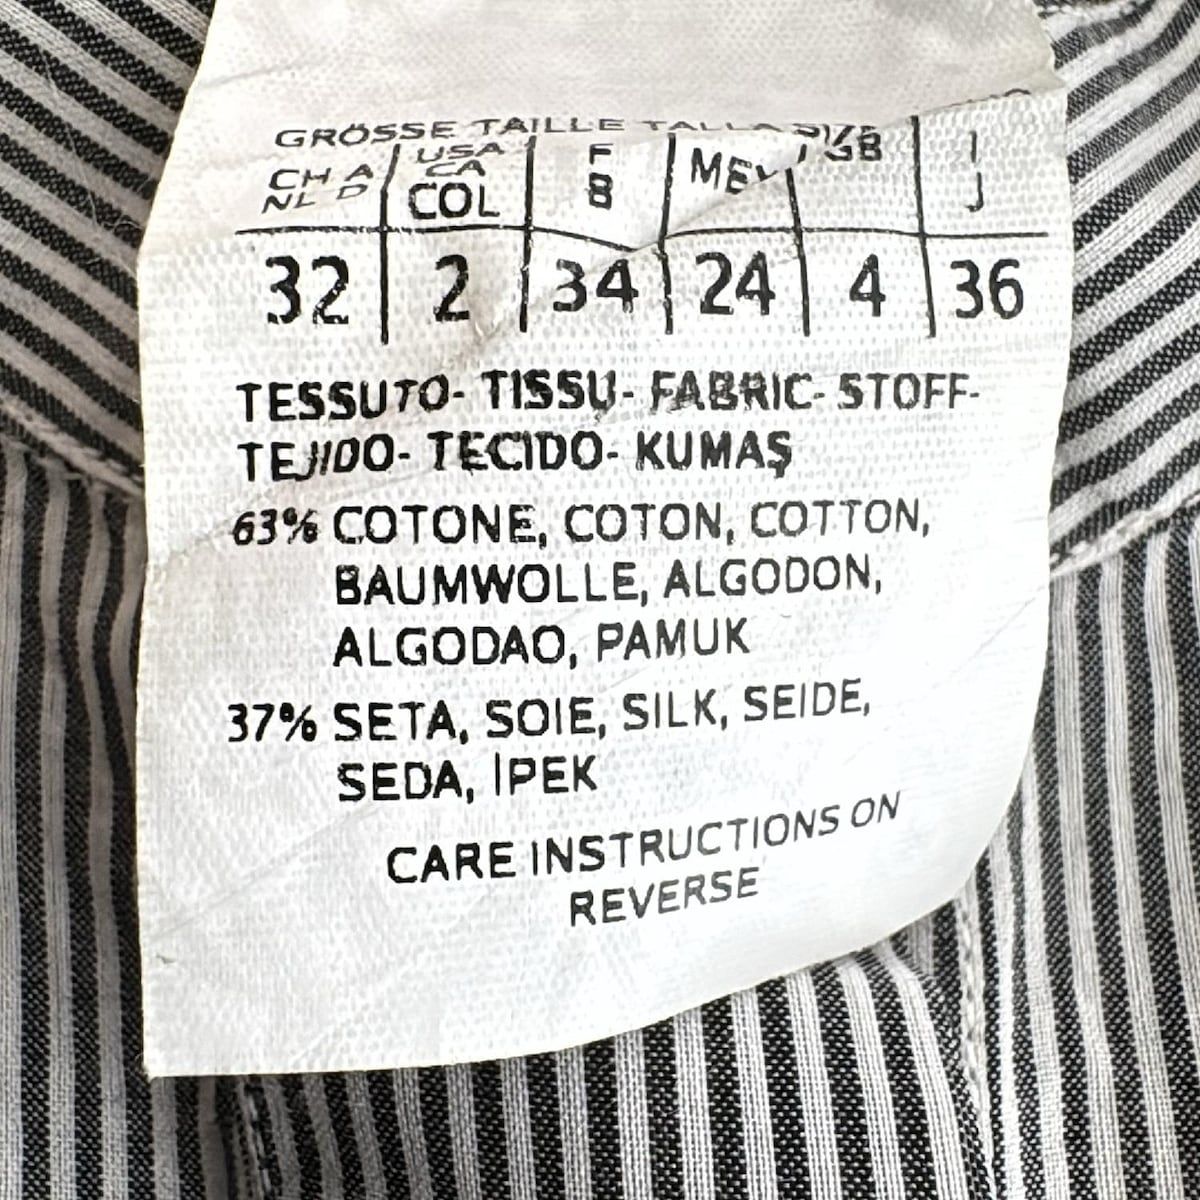 GRÖSSE TAILLE TALLA SIZE
CH A USA F MEX GB I
NL D CA B J
COL
32 2 34 24 4 36
TESSUTO- TISSU- FABRIC- STOFF-
TEJIDO- TECIDO- KUMAŞ
63% COTONE, COTON, COTTON,
BAUMWOLLE, ALGODON,
ALGODAO, PAMUK
37% SETA, SOIE, SILK, SEIDE,
SEDA, İPEK
CARE INSTRUCTIONS ON
REVERSE